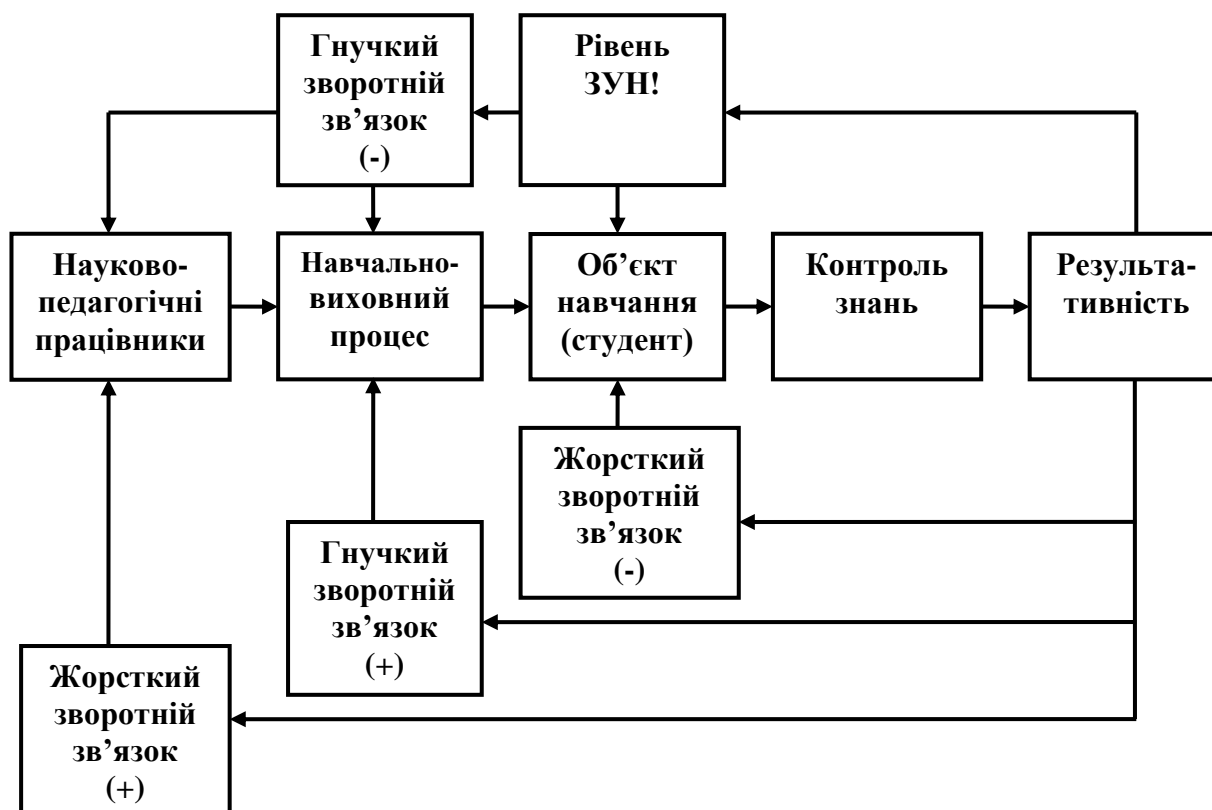 Гнучкий
зворотній
зв’язок
(-)
Рівень
ЗУН!
Науково-
педагогічні
працівники
Навчально-
виховний
процес
Об’єкт
навчання
(студент)
Контроль
знань
Результа-
тивність
Жорсткий
зворотній
зв’язок
(-)
Гнучкий
зворотній
зв’язок
(+)
Жорсткий
зворотній
зв’язок
(+)